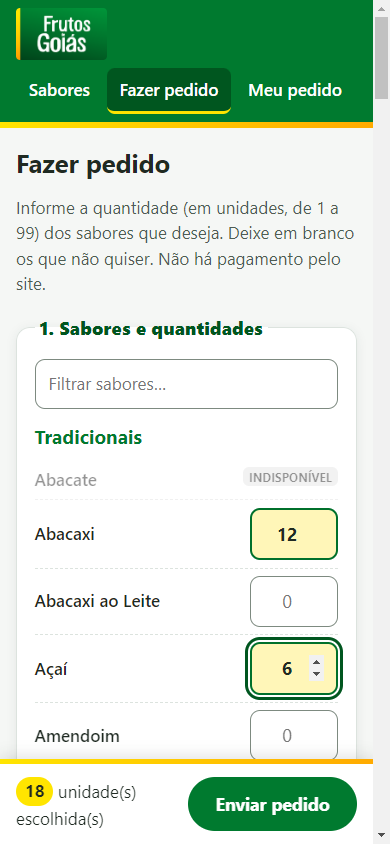 Frutos
Goiás
Sabores
Fazer pedido
Meu pedido
Fazer pedido
Informe a quantidade (em unidades, de 1 a
99) dos sabores que deseja. Deixe em branco
os que não quiser. Não há pagamento pelo
site.
1. Sabores e quantidades
Filtrar sabores...
Tradicionais
Abacate
INDISPONÍVEL
Abacaxi
12
Abacaxi ao Leite
0
Açaí
6
Amendoim
0
18 unidade(s)
escolhida(s)
Enviar pedido